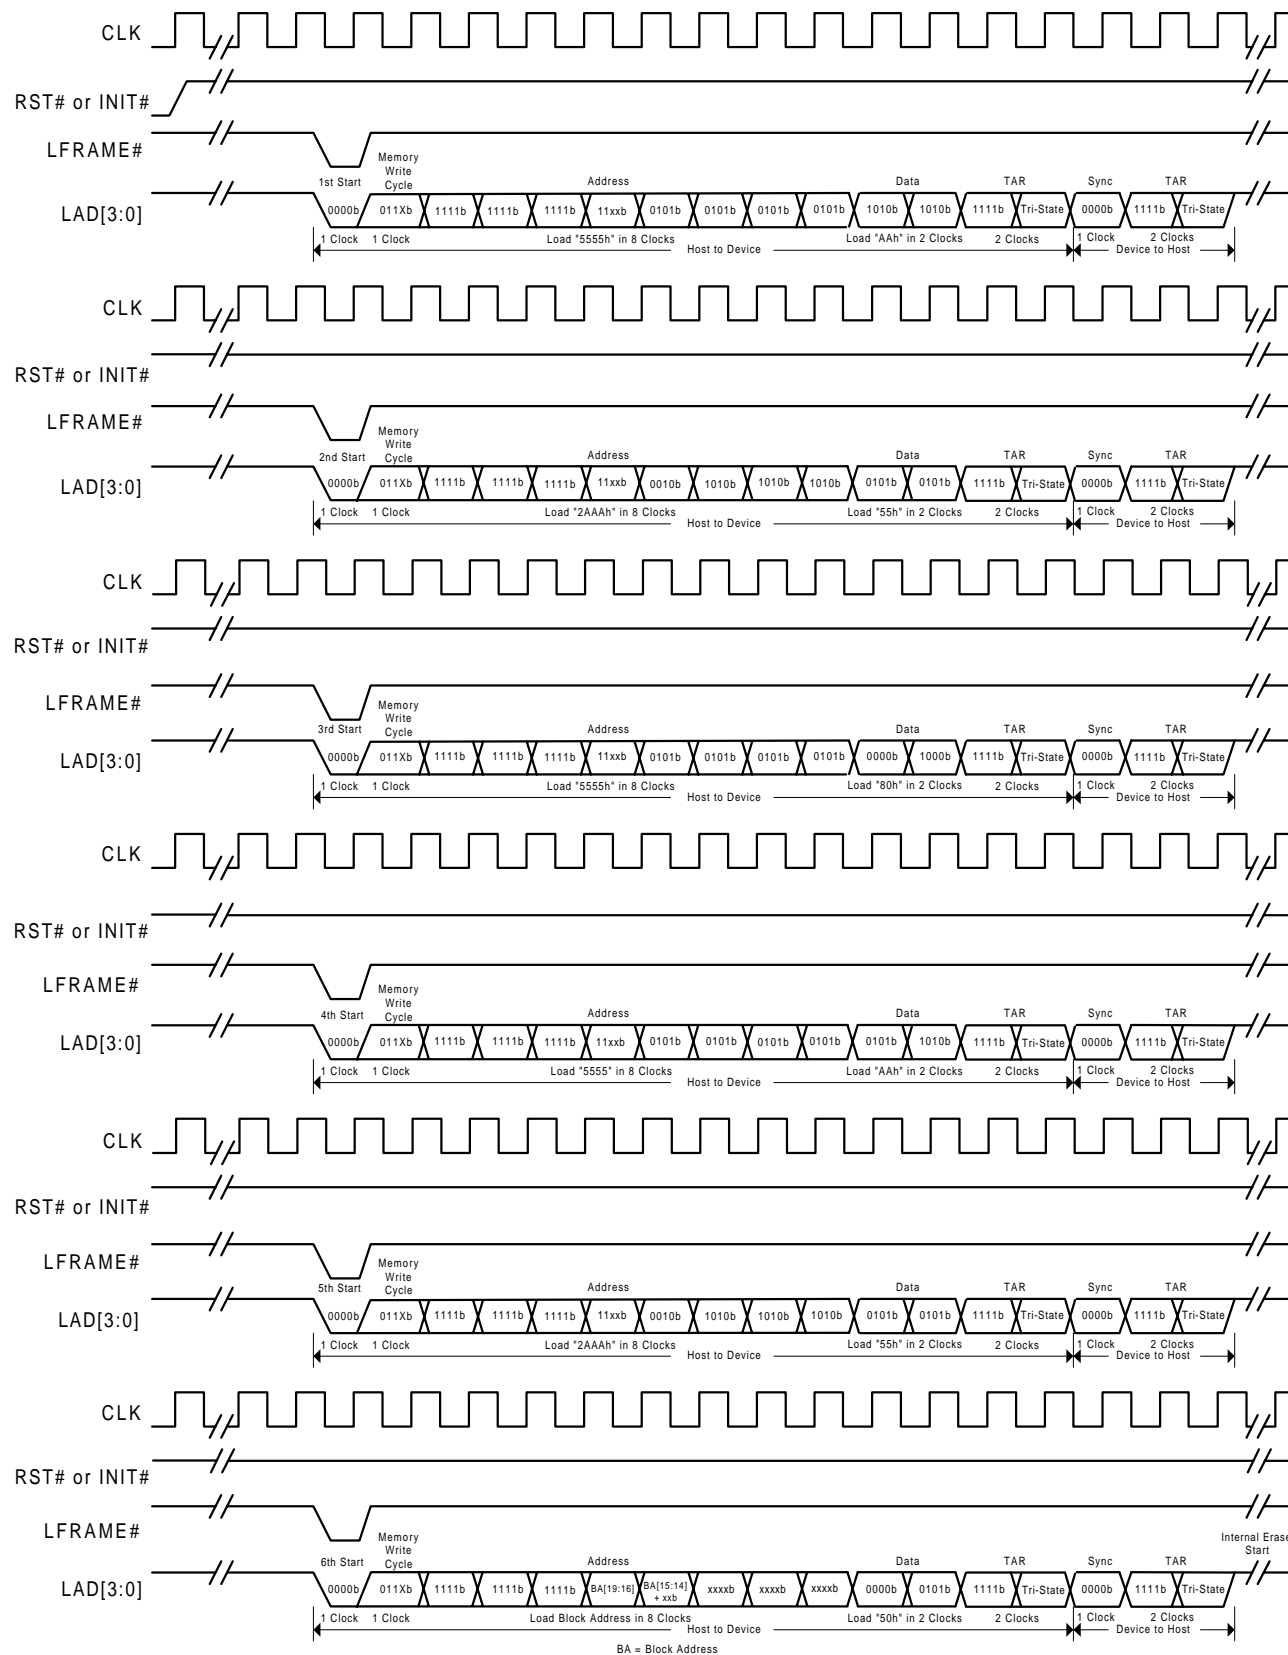 CLK
RST# or INIT#
LFRAME#
Memory
Write
Cycle
1st Start Address Data TAR Sync TAR
LAD[3:0] 0000b 011Xb 1111b 1111b 1111b 11xxb 0101b 0101b 0101b 0101b 1010b 1010b 1111b Tri-State 0000b 1111b Tri-State
1 Clock 1 Clock Load "5555h" in 8 Clocks Load "AAh" in 2 Clocks 2 Clocks 1 Clock 2 Clocks
Host to Device Device to Host
CLK
RST# or INIT#
LFRAME#
Memory
Write
Cycle
2nd Start Address Data TAR Sync TAR
LAD[3:0] 0000b 011Xb 1111b 1111b 1111b 11xxb 0010b 1010b 1010b 1010b 0101b 0101b 1111b Tri-State 0000b 1111b Tri-State
1 Clock 1 Clock Load "2AAAh" in 8 Clocks Load "55h" in 2 Clocks 2 Clocks 1 Clock 2 Clocks
Host to Device Device to Host
CLK
RST# or INIT#
LFRAME#
Memory
Write
Cycle
3rd Start Address Data TAR Sync TAR
LAD[3:0] 0000b 011Xb 1111b 1111b 1111b 11xxb 0101b 0101b 0101b 0101b 0000b 1000b 1111b Tri-State 0000b 1111b Tri-State
1 Clock 1 Clock Load "5555h" in 8 Clocks Load "80h" in 2 Clocks 2 Clocks 1 Clock 2 Clocks
Host to Device Device to Host
CLK
RST# or INIT#
LFRAME#
Memory
Write
Cycle
4th Start Address Data TAR Sync TAR
LAD[3:0] 0000b 011Xb 1111b 1111b 1111b 11xxb 0101b 0101b 0101b 0101b 0101b 1010b 1111b Tri-State 0000b 1111b Tri-State
1 Clock 1 Clock Load "5555" in 8 Clocks Load "AAh" in 2 Clocks 2 Clocks 1 Clock 2 Clocks
Host to Device Device to Host
CLK
RST# or INIT#
LFRAME#
Memory
Write
Cycle
5th Start Address Data TAR Sync TAR
LAD[3:0] 0000b 011Xb 1111b 1111b 1111b 11xxb 0010b 1010b 1010b 1010b 0101b 0101b 1111b Tri-State 0000b 1111b Tri-State
1 Clock 1 Clock Load "2AAAh" in 8 Clocks Load "55h" in 2 Clocks 2 Clocks 1 Clock 2 Clocks
Host to Device Device to Host
CLK
RST# or INIT#
LFRAME#
Memory
Write
Cycle
Internal Erase
Start
6th Start Address Data TAR Sync TAR
LAD[3:0] 0000b 011Xb 1111b 1111b 1111b BA[19:16] BA[15:14] + xxb xxxxb xxxxb xxxxb 0000b 0101b 1111b Tri-State 0000b 1111b Tri-State
1 Clock 1 Clock Load Block Address in 8 Clocks Load "50h" in 2 Clocks 2 Clocks 1 Clock 2 Clocks
Host to Device Device to Host
BA = Block Address